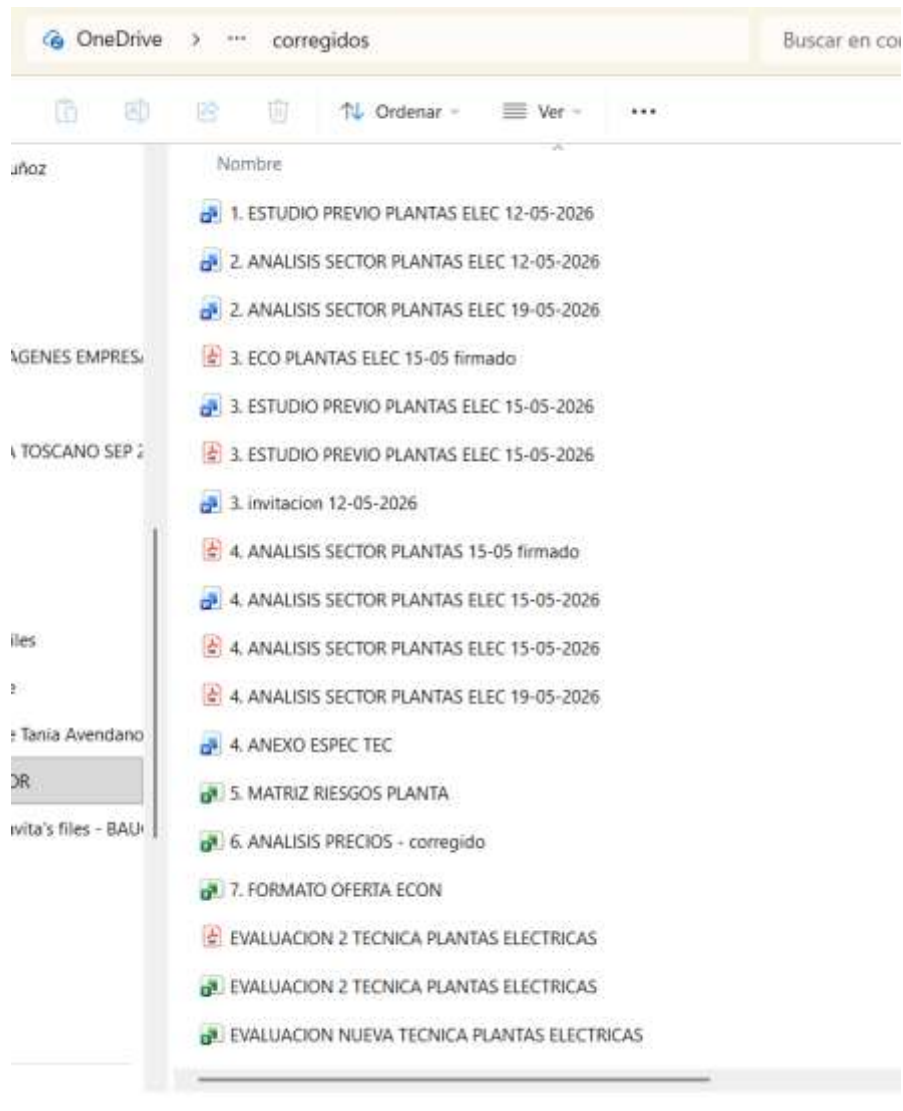 OneDrive > ... corregidos
Buscar en co
Ordenar
Ver
...
uñoz
AGENES EMPRES
TOSCANO SEP 2
iles
e
e Tania Avendano
OR
avita's files - BAU
Nombre
1. ESTUDIO PREVIO PLANTAS ELEC 12-05-2026
2. ANALISIS SECTOR PLANTAS ELEC 12-05-2026
2. ANALISIS SECTOR PLANTAS ELEC 19-05-2026
3. ECO PLANTAS ELEC 15-05 firmado
3. ESTUDIO PREVIO PLANTAS ELEC 15-05-2026
3. ESTUDIO PREVIO PLANTAS ELEC 15-05-2026
3. invitacion 12-05-2026
4. ANALISIS SECTOR PLANTAS 15-05 firmado
4. ANALISIS SECTOR PLANTAS ELEC 15-05-2026
4. ANALISIS SECTOR PLANTAS ELEC 15-05-2026
4. ANALISIS SECTOR PLANTAS ELEC 19-05-2026
4. ANEXO ESPEC TEC
5. MATRIZ RIESGOS PLANTA
6. ANALISIS PRECIOS - corregido
7. FORMATO OFERTA ECON
EVALUACION 2 TECNICA PLANTAS ELECTRICAS
EVALUACION 2 TECNICA PLANTAS ELECTRICAS
EVALUACION NUEVA TECNICA PLANTAS ELECTRICAS